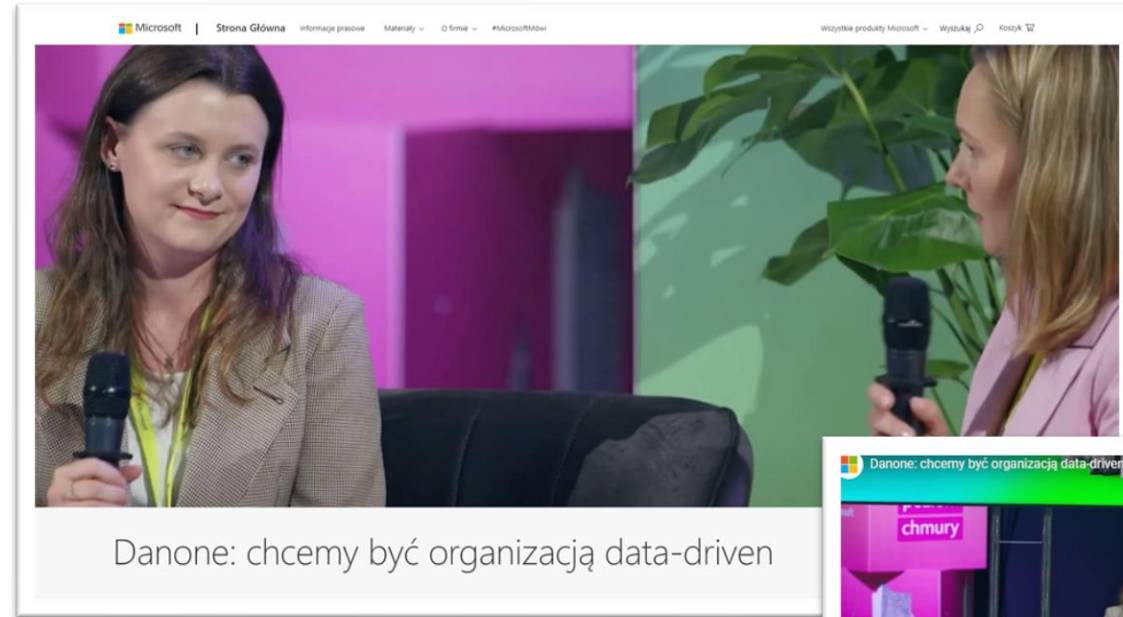 Microsoft | Strona Główna Informacje prasowe Materiały O firmie #MicrosoftMówi Wszystkie produkty Microsoft Wyszukaj Koszyk
Danone: chcemy być organizacją data-driven
Danone: chcemy być organizacją data-driven
chmury